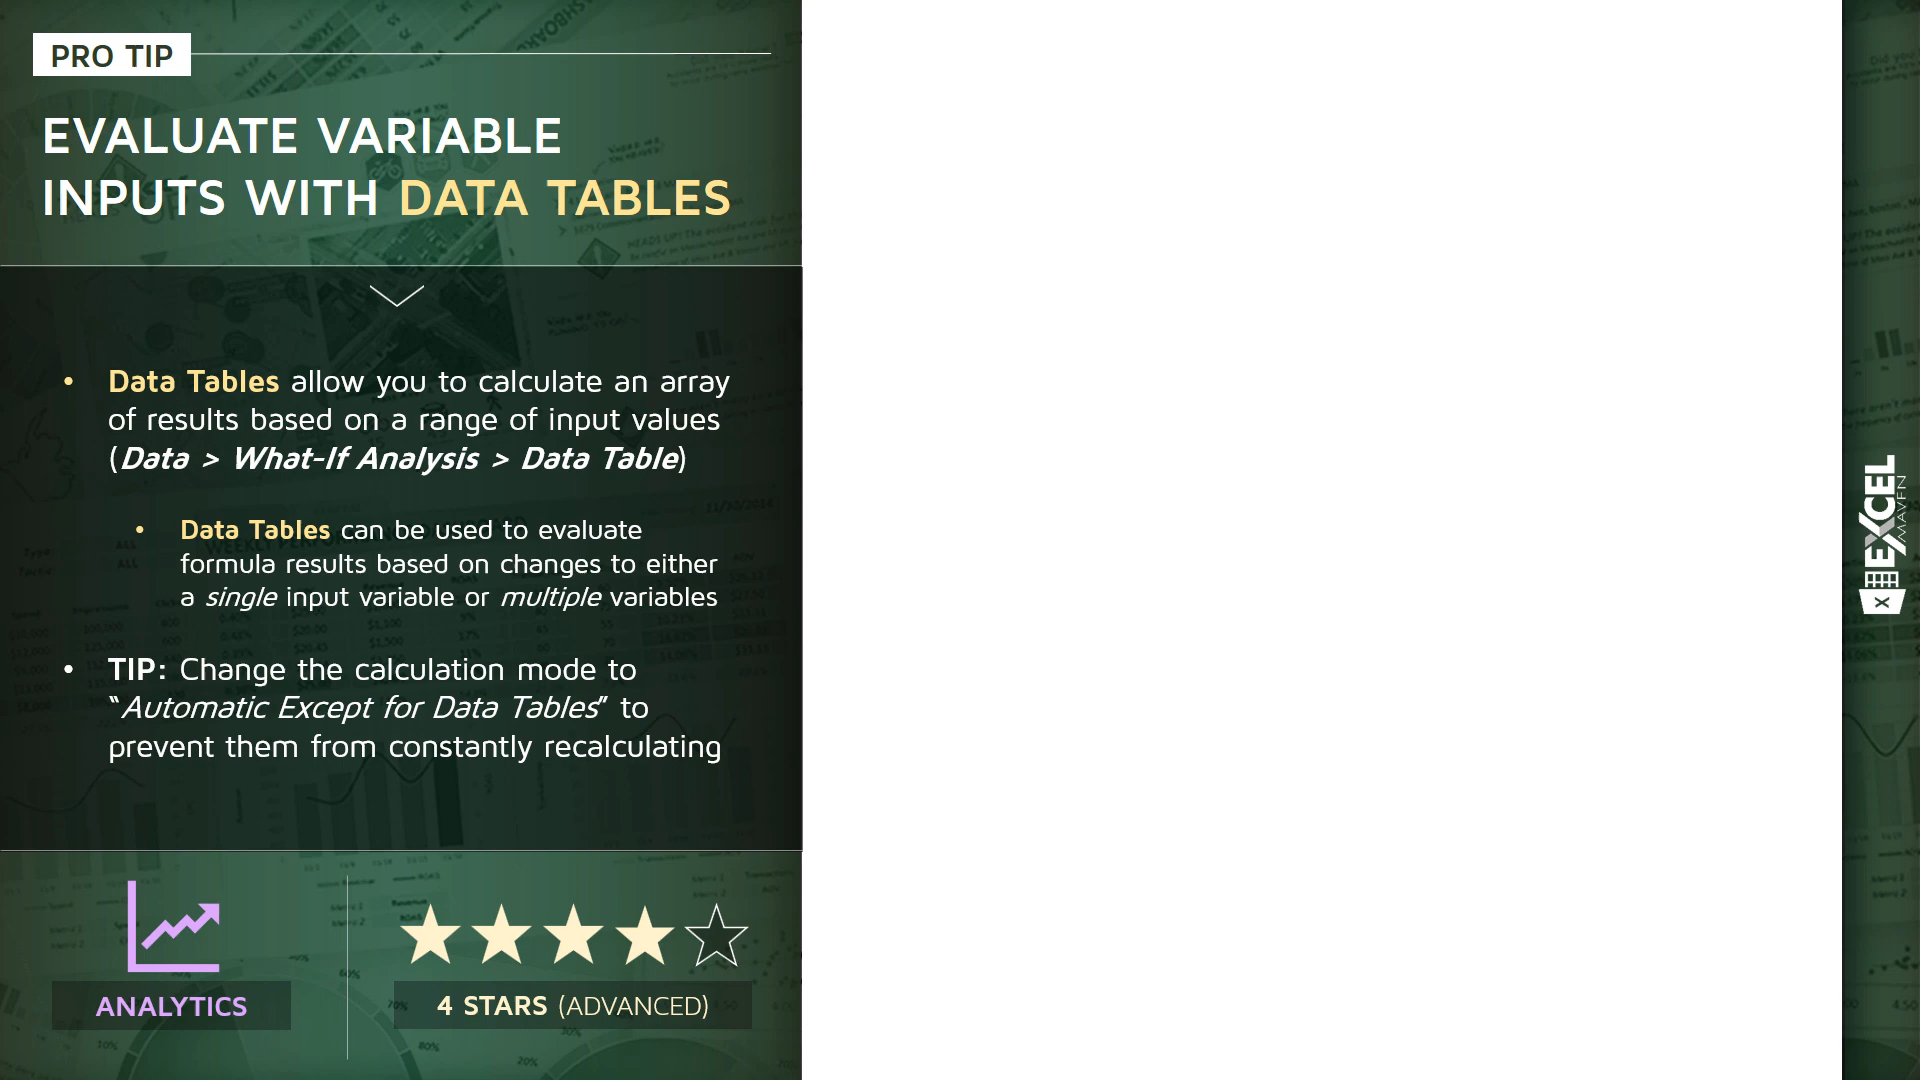 PRO TIP
EVALUATE VARIABLE
INPUTS WITH DATA TABLES
• Data Tables allow you to calculate an array
of results based on a range of input values
(Data > What-If Analysis > Data Table)
• Data Tables can be used to evaluate
formula results based on changes to either
a single input variable or multiple variables
• TIP: Change the calculation mode to
“Automatic Except for Data Tables” to
prevent them from constantly recalculating
ANALYTICS
4 STARS (ADVANCED)
X EXCEL
MAVEN